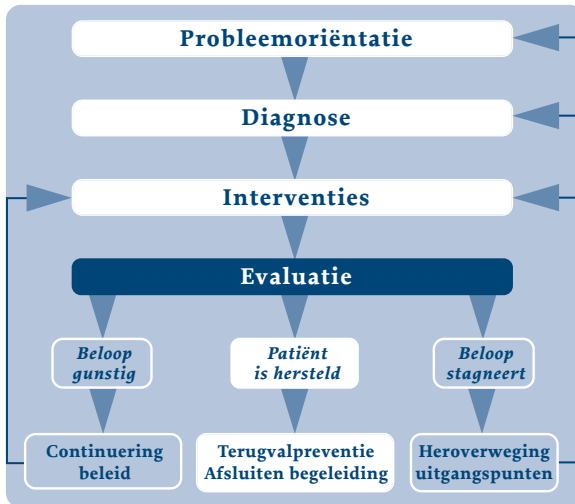 Probleemoriëntatie
Diagnose
Interventies
Evaluatie
Beloop
gunstig
Patiënt
is hersteld
Beloop
stagneert
Continuering
beleid
Terugvalpreventie
Afsluiten begeleiding
Heroverweging
uitgangspunten